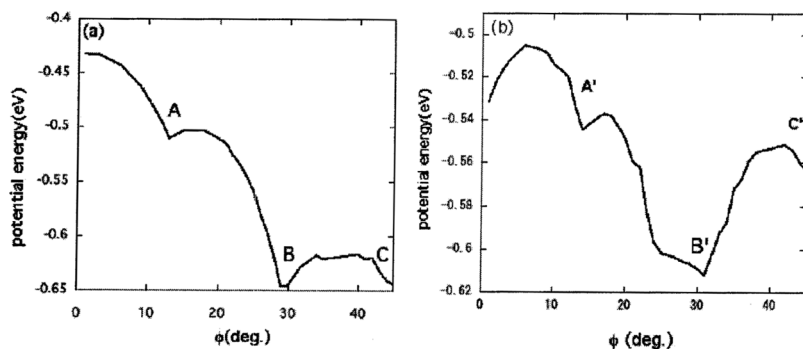 (a)
potential energy(eV)
-0.4
-0.45
-0.5
-0.55
-0.6
-0.65
A
B
C
0 10 20 30 40
ϕ(deg.)
(b)
potential energy(eV)
-0.5
-0.52
-0.54
-0.56
-0.58
-0.6
-0.62
A'
B'
C'
0 10 20 30 40
ϕ (deg.)